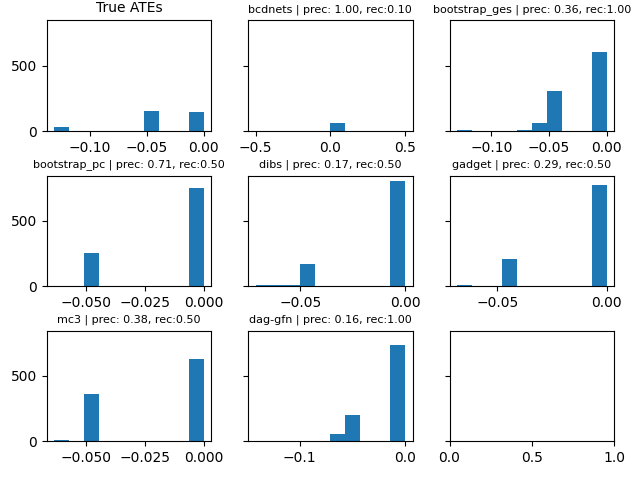 True ATEs
bcdnets | prec: 1.00, rec:0.10
bootstrap_ges | prec: 0.36, rec:1.00
500
0
−0.10 −0.05 0.00
−0.5 0.0 0.5
−0.10 −0.05 0.00
bootstrap_pc | prec: 0.71, rec:0.50
dibs | prec: 0.17, rec:0.50
gadget | prec: 0.29, rec:0.50
500
0
−0.050 −0.025 0.000
−0.05 0.00
−0.05 0.00
mc3 | prec: 0.38, rec:0.50
dag-gfn | prec: 0.16, rec:1.00
500
0
−0.050 −0.025 0.000
−0.1 0.0
0.0 0.5 1.0